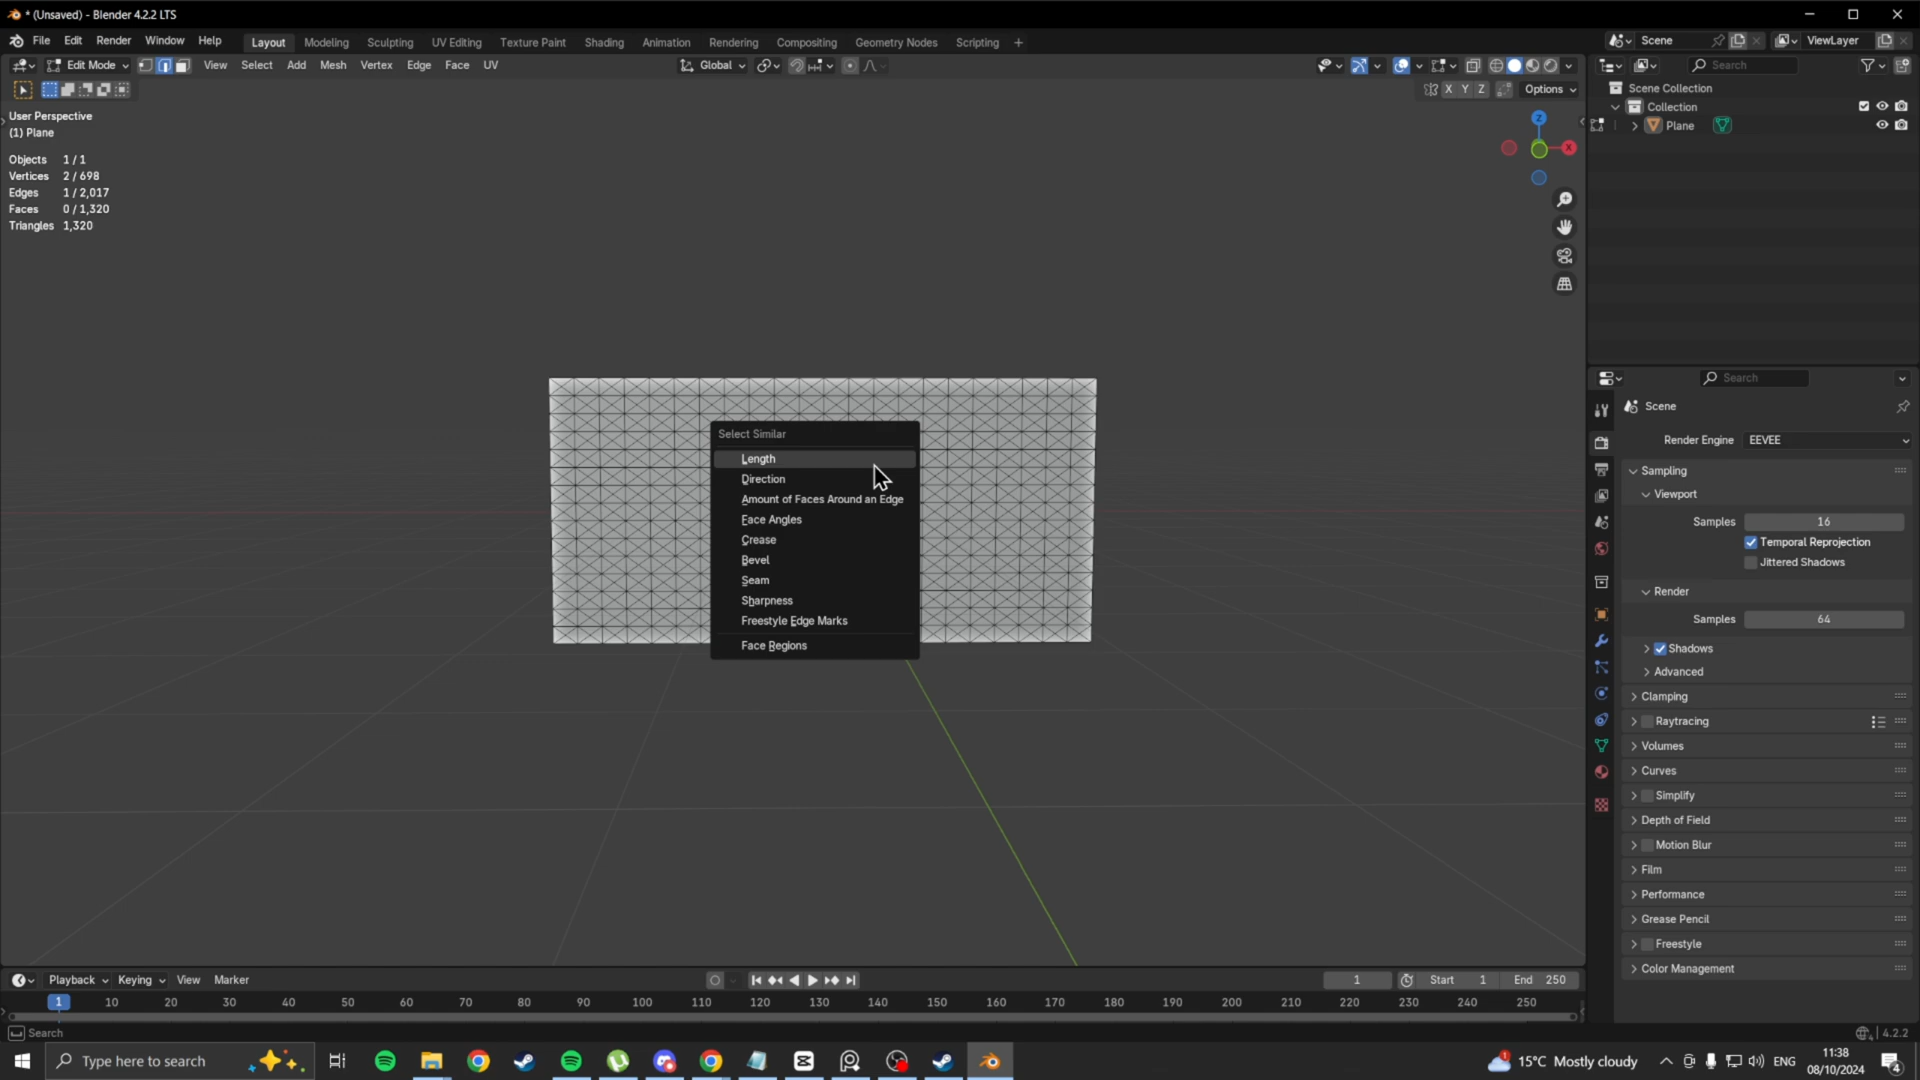 * (Unsaved) - Blender 4.2.2 LTS
File Edit Render Window Help Layout Modeling Sculpting UV Editing Texture Paint Shading Animation Rendering Compositing Geometry Nodes Scripting + Scene ViewLayer
Edit Mode View Select Add Mesh Vertex Edge Face UV Global Search
X Y Z Options
User Perspective
(1) Plane
Objects 1 / 1
Vertices 2 / 698
Edges 1 / 2,017
Faces 0 / 1,320
Triangles 1,320
Z
X
Select Similar
Length
Direction
Amount of Faces Around an Edge
Face Angles
Crease
Bevel
Seam
Sharpness
Freestyle Edge Marks
Face Regions
Scene Collection
Collection
Plane
Search
Scene
Render Engine EEVEE
Sampling
Viewport
Samples 16
Temporal Reprojection
Jittered Shadows
Render
Samples 64
Shadows
Advanced
Clamping
Raytracing
Volumes
Curves
Simplify
Depth of Field
Motion Blur
Film
Performance
Grease Pencil
Freestyle
Color Management
Playback Keying View Marker 1 Start 1 End 250
1 10 20 30 40 50 60 70 80 90 100 110 120 130 140 150 160 170 180 190 200 210 220 230 240 250
Search 4.2.2
Type here to search 1 15°C Mostly cloudy ENG 11:38
08/10/2024 4